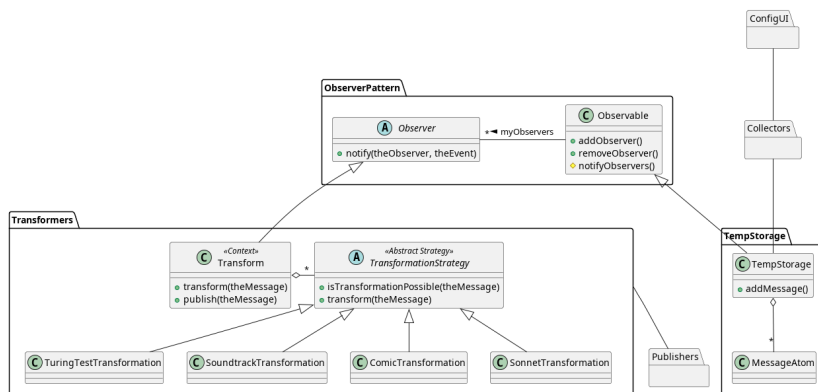 ConfigUI
ObserverPattern
A Observer
notify(theObserver, theEvent)
* ◄ myObservers
C Observable
addObserver()
removeObserver()
notifyObservers()
Collectors
Transformers
C «Context»
Transform
transform(theMessage)
publish(theMessage)
*
A «Abstract Strategy»
TransformationStrategy
isTransformationPossible(theMessage)
transform(theMessage)
TempStorage
C TempStorage
addMessage()
*
C TuringTestTransformation
C SoundtrackTransformation
C ComicTransformation
C SonnetTransformation
Publishers
C MessageAtom